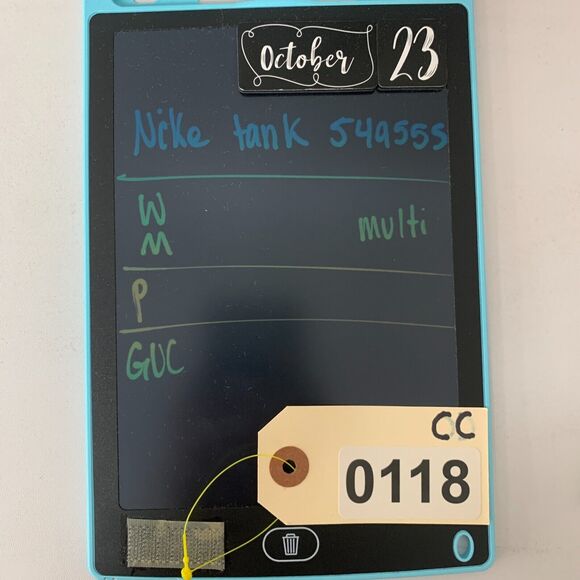 October 23
Nike tank 549555
W
M multi
P
GUC
CC
0118